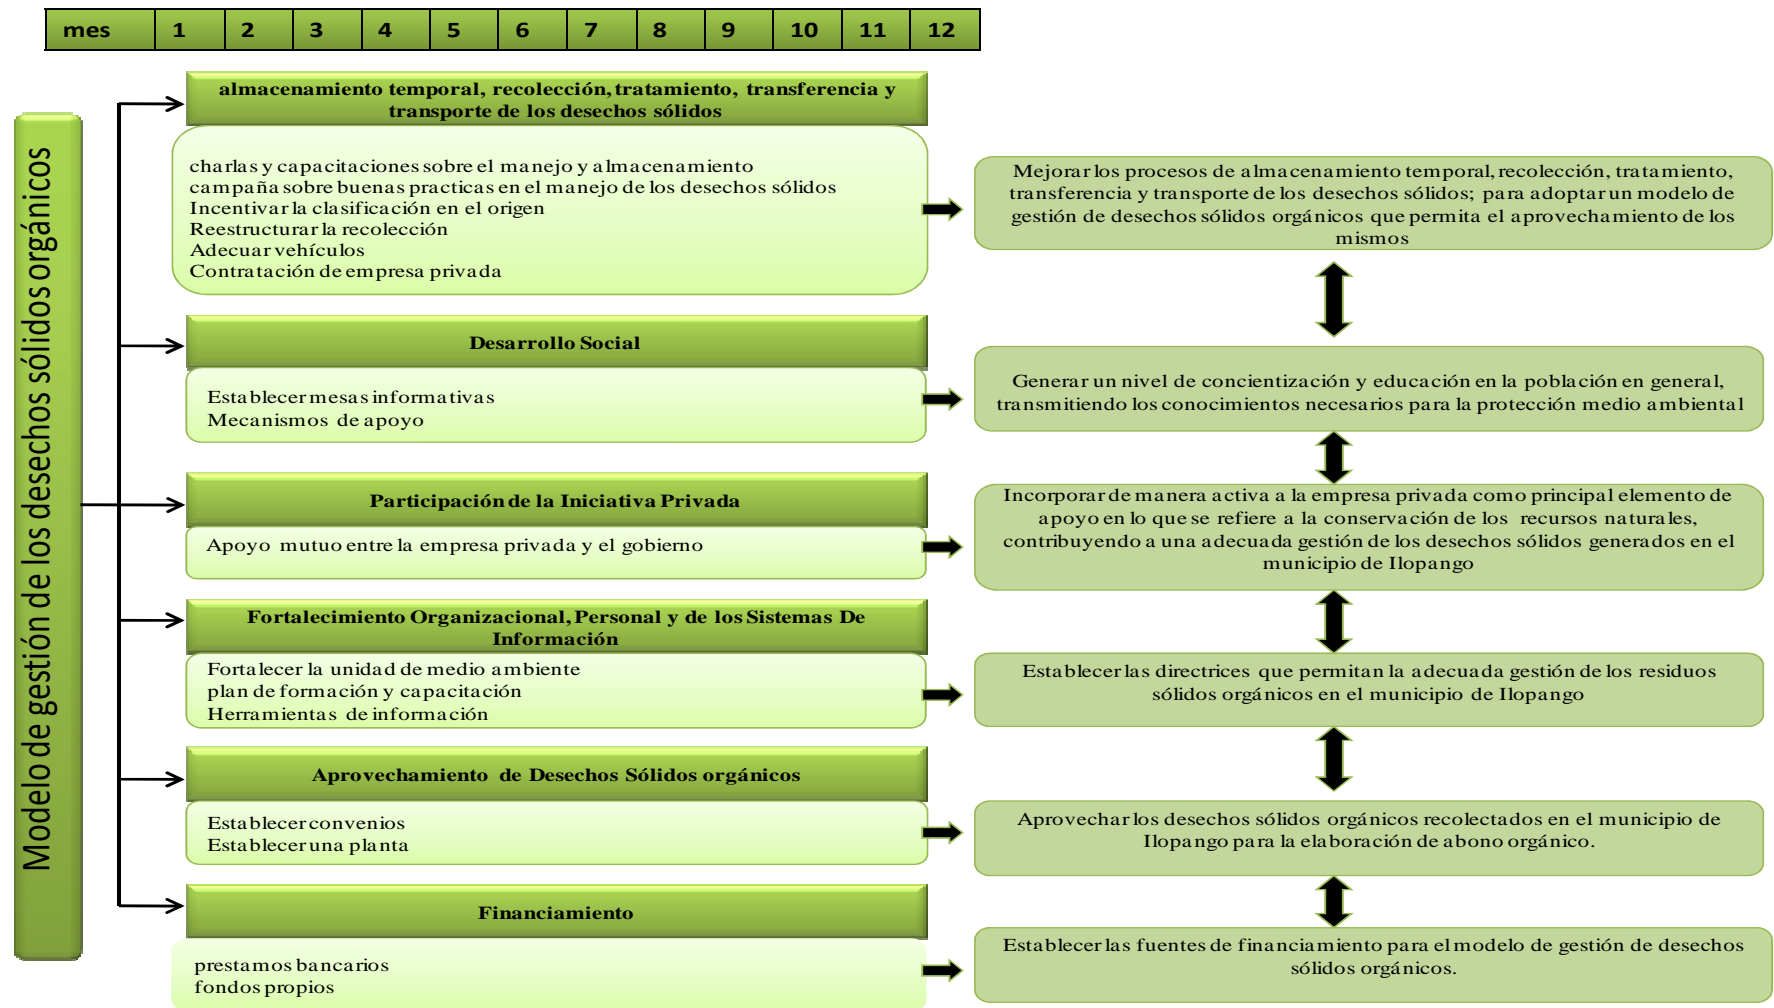 mes 1 2 3 4 5 6 7 8 9 10 11 12
Modelo de gestión de los desechos sólidos orgánicos
almacenamiento temporal, recolección, tratamiento, transferencia y
transporte de los desechos sólidos
charlas y capacitaciones sobre el manejo y almacenamiento
campaña sobre buenas practicas en el manejo de los desechos sólidos
Incentivar la clasificación en el origen
Reestructurar la recolección
Adecuar vehículos
Contratación de empresa privada
Mejorar los procesos de almacenamiento temporal, recolección, tratamiento,
transferencia y transporte de los desechos sólidos; para adoptar un modelo de
gestión de desechos sólidos orgánicos que permita el aprovechamiento de los
mismos
Desarrollo Social
Establecer mesas informativas
Mecanismos de apoyo
Generar un nivel de concientización y educación en la población en general,
transmitiendo los conocimientos necesarios para la protección medio ambiental
Participación de la Iniciativa Privada
Apoyo mutuo entre la empresa privada y el gobierno
Incorporar de manera activa a la empresa privada como principal elemento de
apoyo en lo que se refiere a la conservación de los recursos naturales,
contribuyendo a una adecuada gestión de los desechos sólidos generados en el
municipio de Ilopango
Fortalecimiento Organizacional, Personal y de los Sistemas De
Información
Fortalecer la unidad de medio ambiente
plan de formación y capacitación
Herramientas de información
Establecer las directrices que permitan la adecuada gestión de los residuos
sólidos orgánicos en el municipio de Ilopango
Aprovechamiento de Desechos Sólidos orgánicos
Establecer convenios
Establecer una planta
Aprovechar los desechos sólidos orgánicos recolectados en el municipio de
Ilopango para la elaboración de abono orgánico.
Financiamiento
prestamos bancarios
fondos propios
Establecer las fuentes de financiamiento para el modelo de gestión de desechos
sólidos orgánicos.